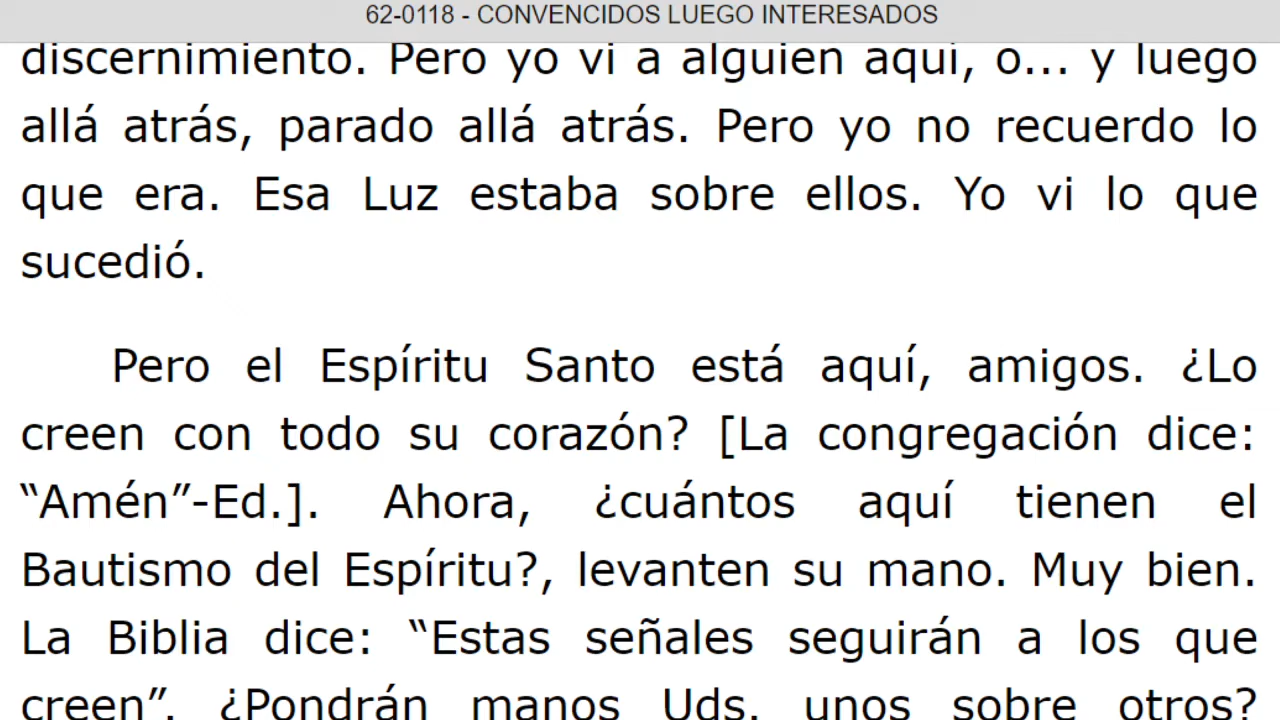 62-0118 - CONVENCIDOS LUEGO INTERESADOS
discernimiento. Pero yo vi a alguien aquí, o... y luego
allá atrás, parado allá atrás. Pero yo no recuerdo lo
que era. Esa Luz estaba sobre ellos. Yo vi lo que
sucedió.
Pero el Espíritu Santo está aquí, amigos. ¿Lo
creen con todo su corazón? [La congregación dice:
“Amén”-Ed.]. Ahora, ¿cuántos aquí tienen el
Bautismo del Espíritu?, levanten su mano. Muy bien.
La Biblia dice: “Estas señales seguirán a los que
creen”. ¿Pondrán manos Uds. unos sobre otros?